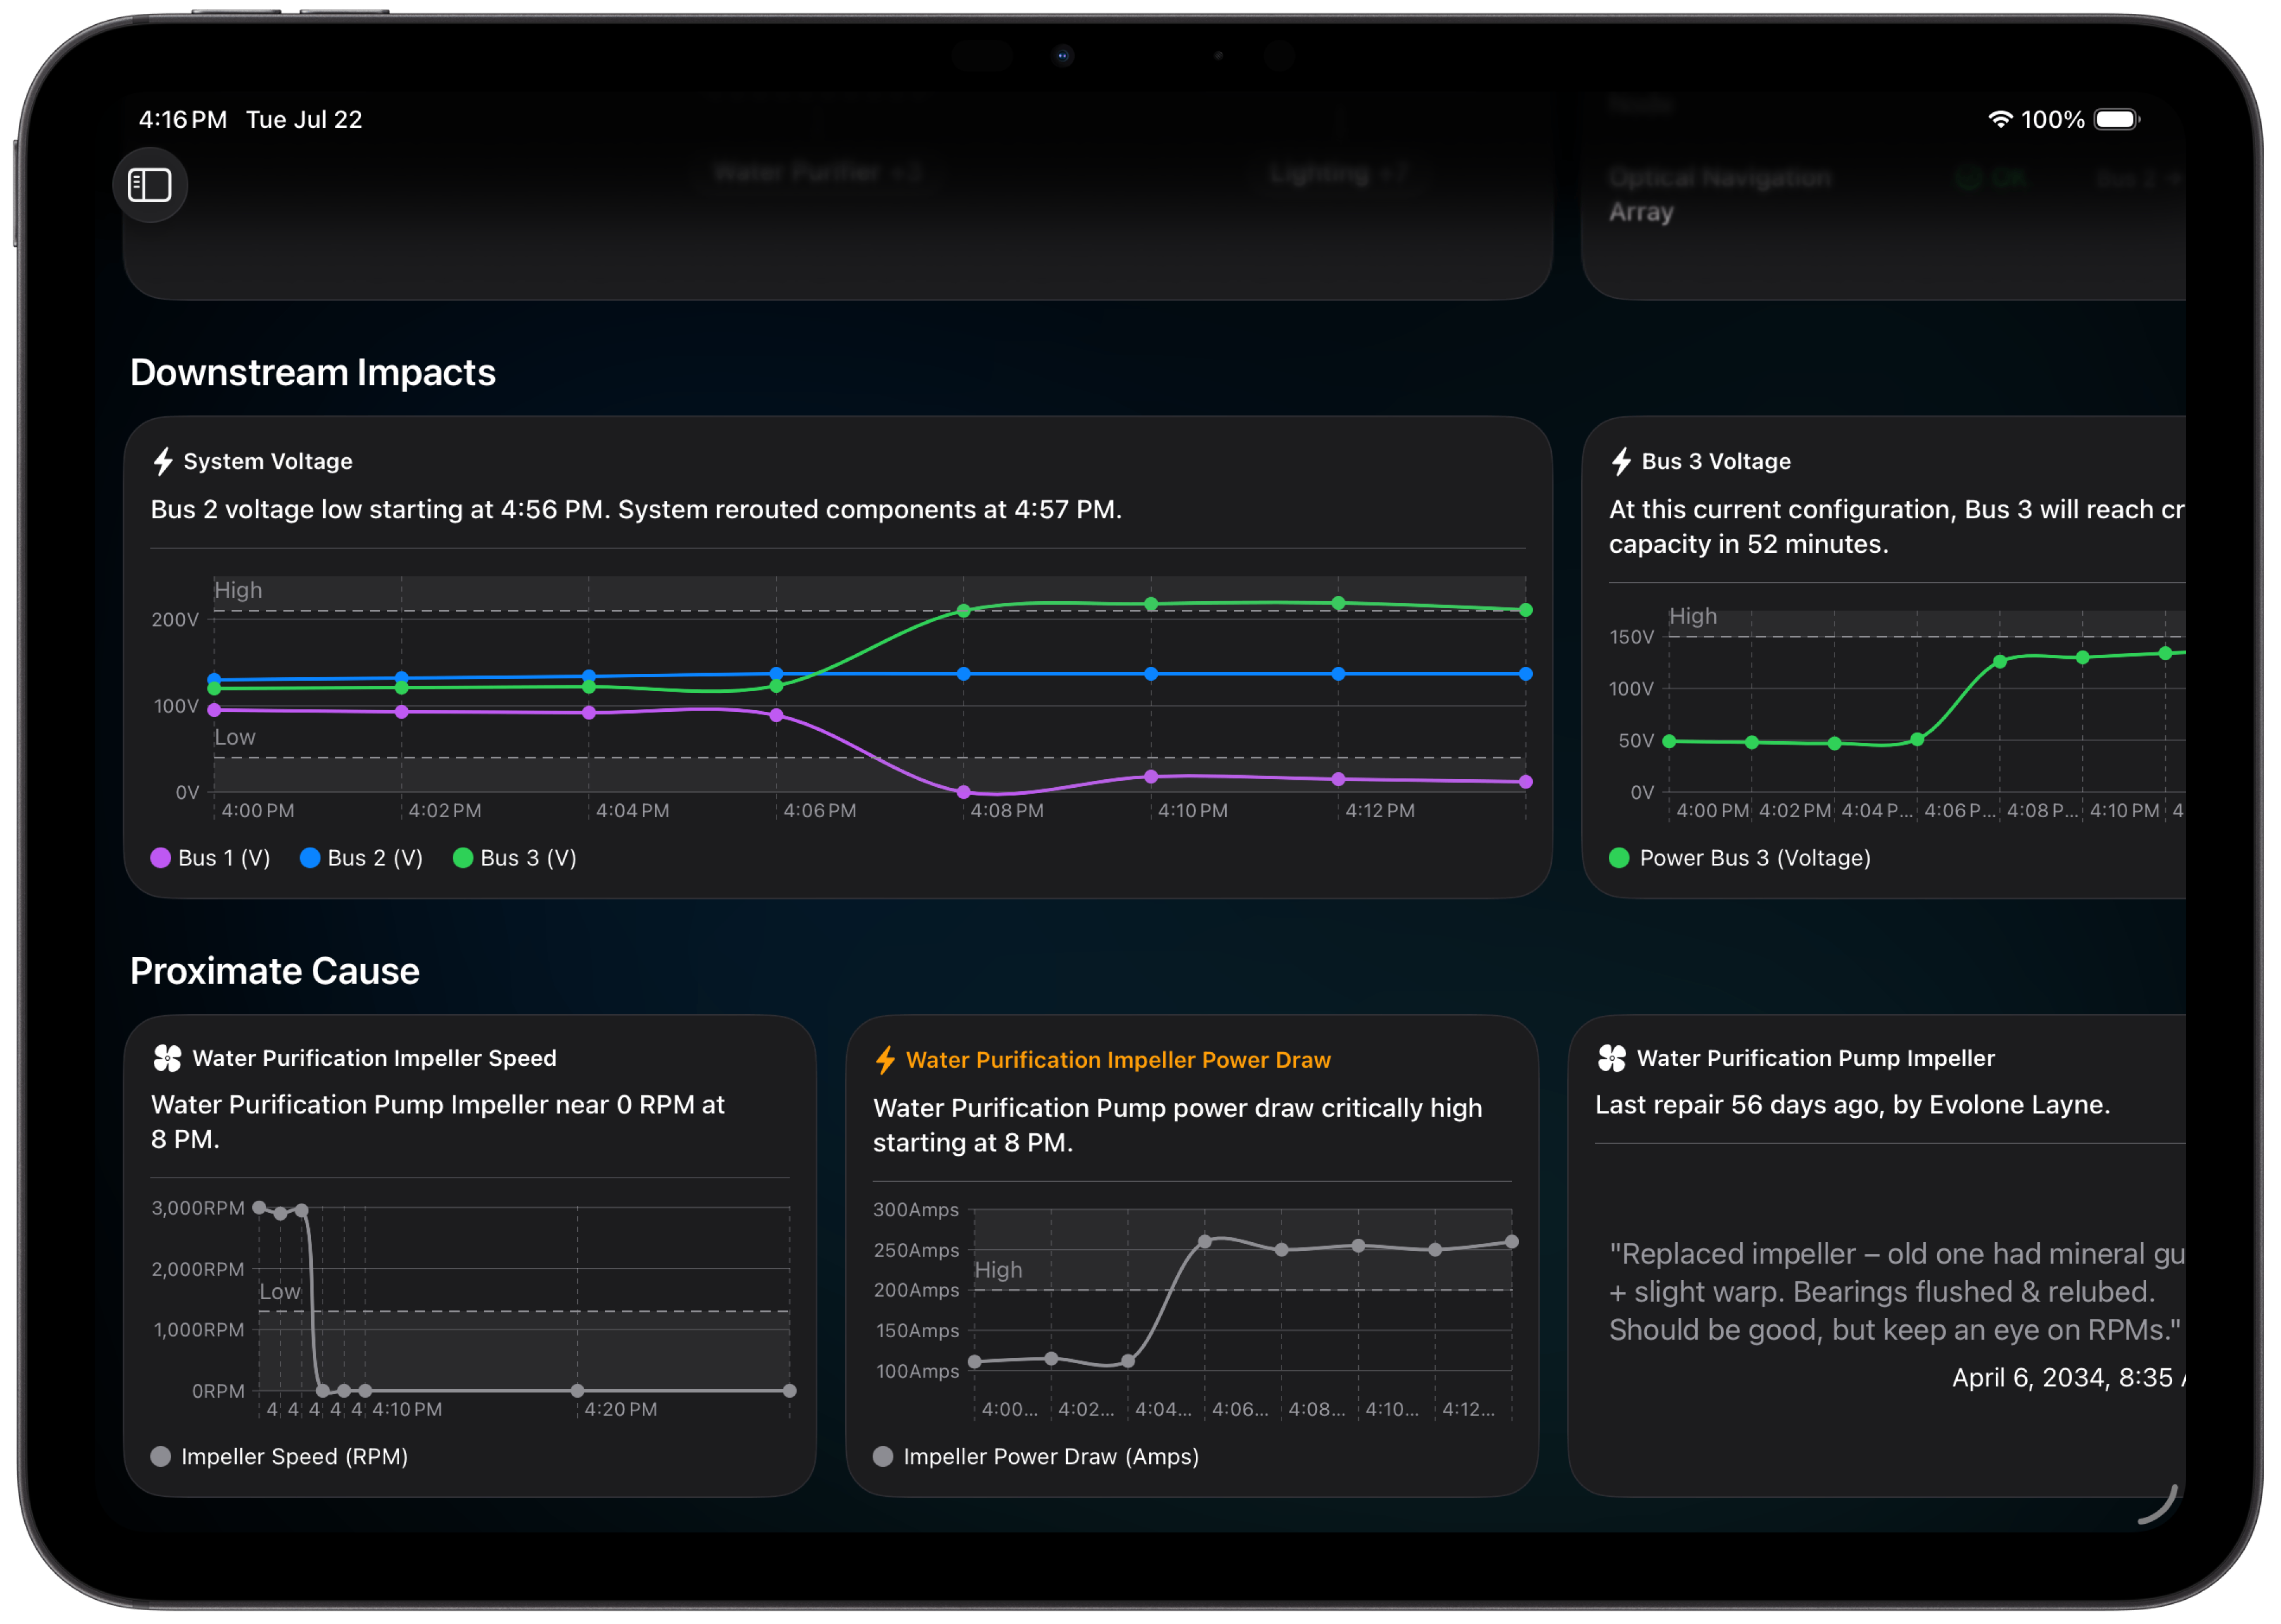 4:16 PM Tue Jul 22
100%
Node
Water Purifier +3
Lighting +7
Optical Navigation
Array
OK
Bus 2
Downstream Impacts
System Voltage
Bus 2 voltage low starting at 4:56 PM. System rerouted components at 4:57 PM.
High
200V
100V
Low
0V
4:00 PM
4:02 PM
4:04 PM
4:06 PM
4:08 PM
4:10 PM
4:12 PM
Bus 1 (V)
Bus 2 (V)
Bus 3 (V)
Bus 3 Voltage
At this current configuration, Bus 3 will reach cr
capacity in 52 minutes.
High
150V
100V
50V
0V
4:00 PM
4:02 PM
4:04 P...
4:06 P...
4:08 P...
4:10 PM
4
Power Bus 3 (Voltage)
Proximate Cause
Water Purification Impeller Speed
Water Purification Pump Impeller near 0 RPM at
8 PM.
3,000RPM
2,000RPM
Low
1,000RPM
0RPM
4
4
4
4
4
4:10 PM
4:20 PM
Impeller Speed (RPM)
Water Purification Impeller Power Draw
Water Purification Pump power draw critically high
starting at 8 PM.
300Amps
250Amps
High
200Amps
150Amps
100Amps
4:00...
4:02...
4:04...
4:06...
4:08...
4:10...
4:12...
Impeller Power Draw (Amps)
Water Purification Pump Impeller
Last repair 56 days ago, by Evolone Layne.
"Replaced impeller – old one had mineral gu
+ slight warp. Bearings flushed & relubed.
Should be good, but keep an eye on RPMs."
April 6, 2034, 8:35